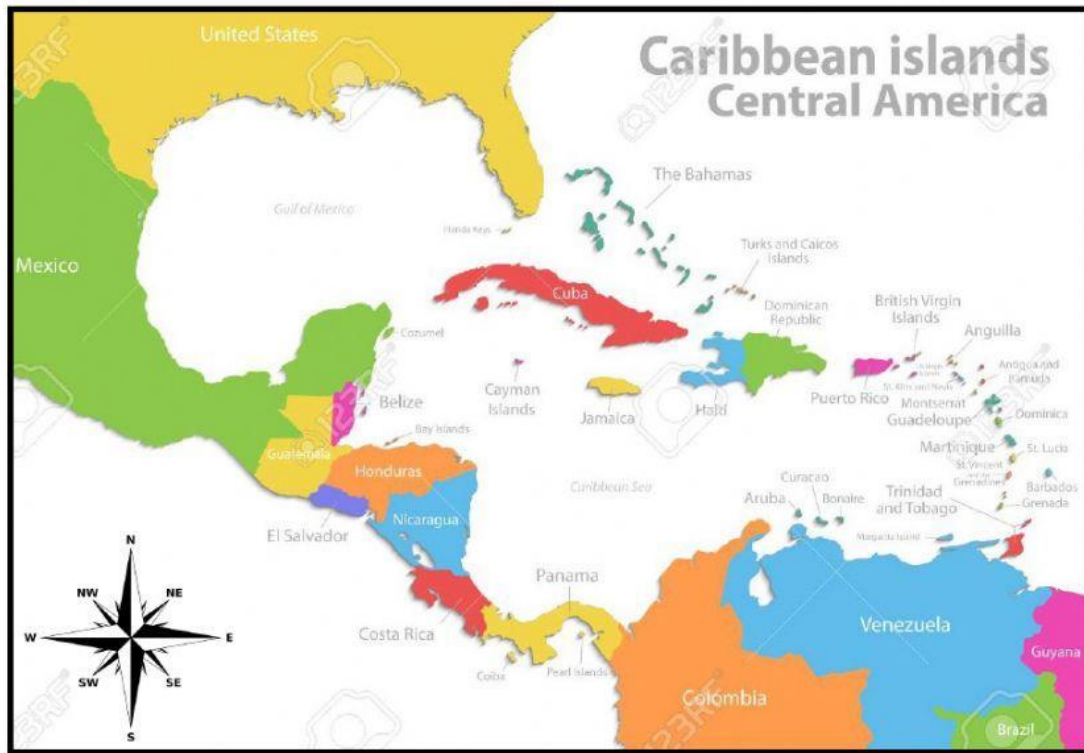 United States
Caribbean islands
Central America
The Bahamas
Gulf of Mexico
Florida Keys
Mexico
Turks and Caicos
Islands
Cuba
Dominican
Republic
British Virgin
Islands
Anguilla
Cozumel
Cayman
Islands
Jamaica
Haiti
Puerto Rico
St. Kitts and Nevis
Antigua and
Barbuda
Montserrat
Guadeloupe
Dominica
Belize
Bay Islands
Guatemala
Honduras
Martinique
St. Lucia
St. Vincent
Grenadines
Barbados
Grenada
Caribbean Sea
Curacao
Aruba
Bonaire
Trinidad
and Tobago
Margarita Island
El Salvador
Nicaragua
Panama
Costa Rica
Coiba
Pearl Islands
Venezuela
Colombia
Guyana
Brazil
N
NW
NE
W
E
SW
SE
S
123RF